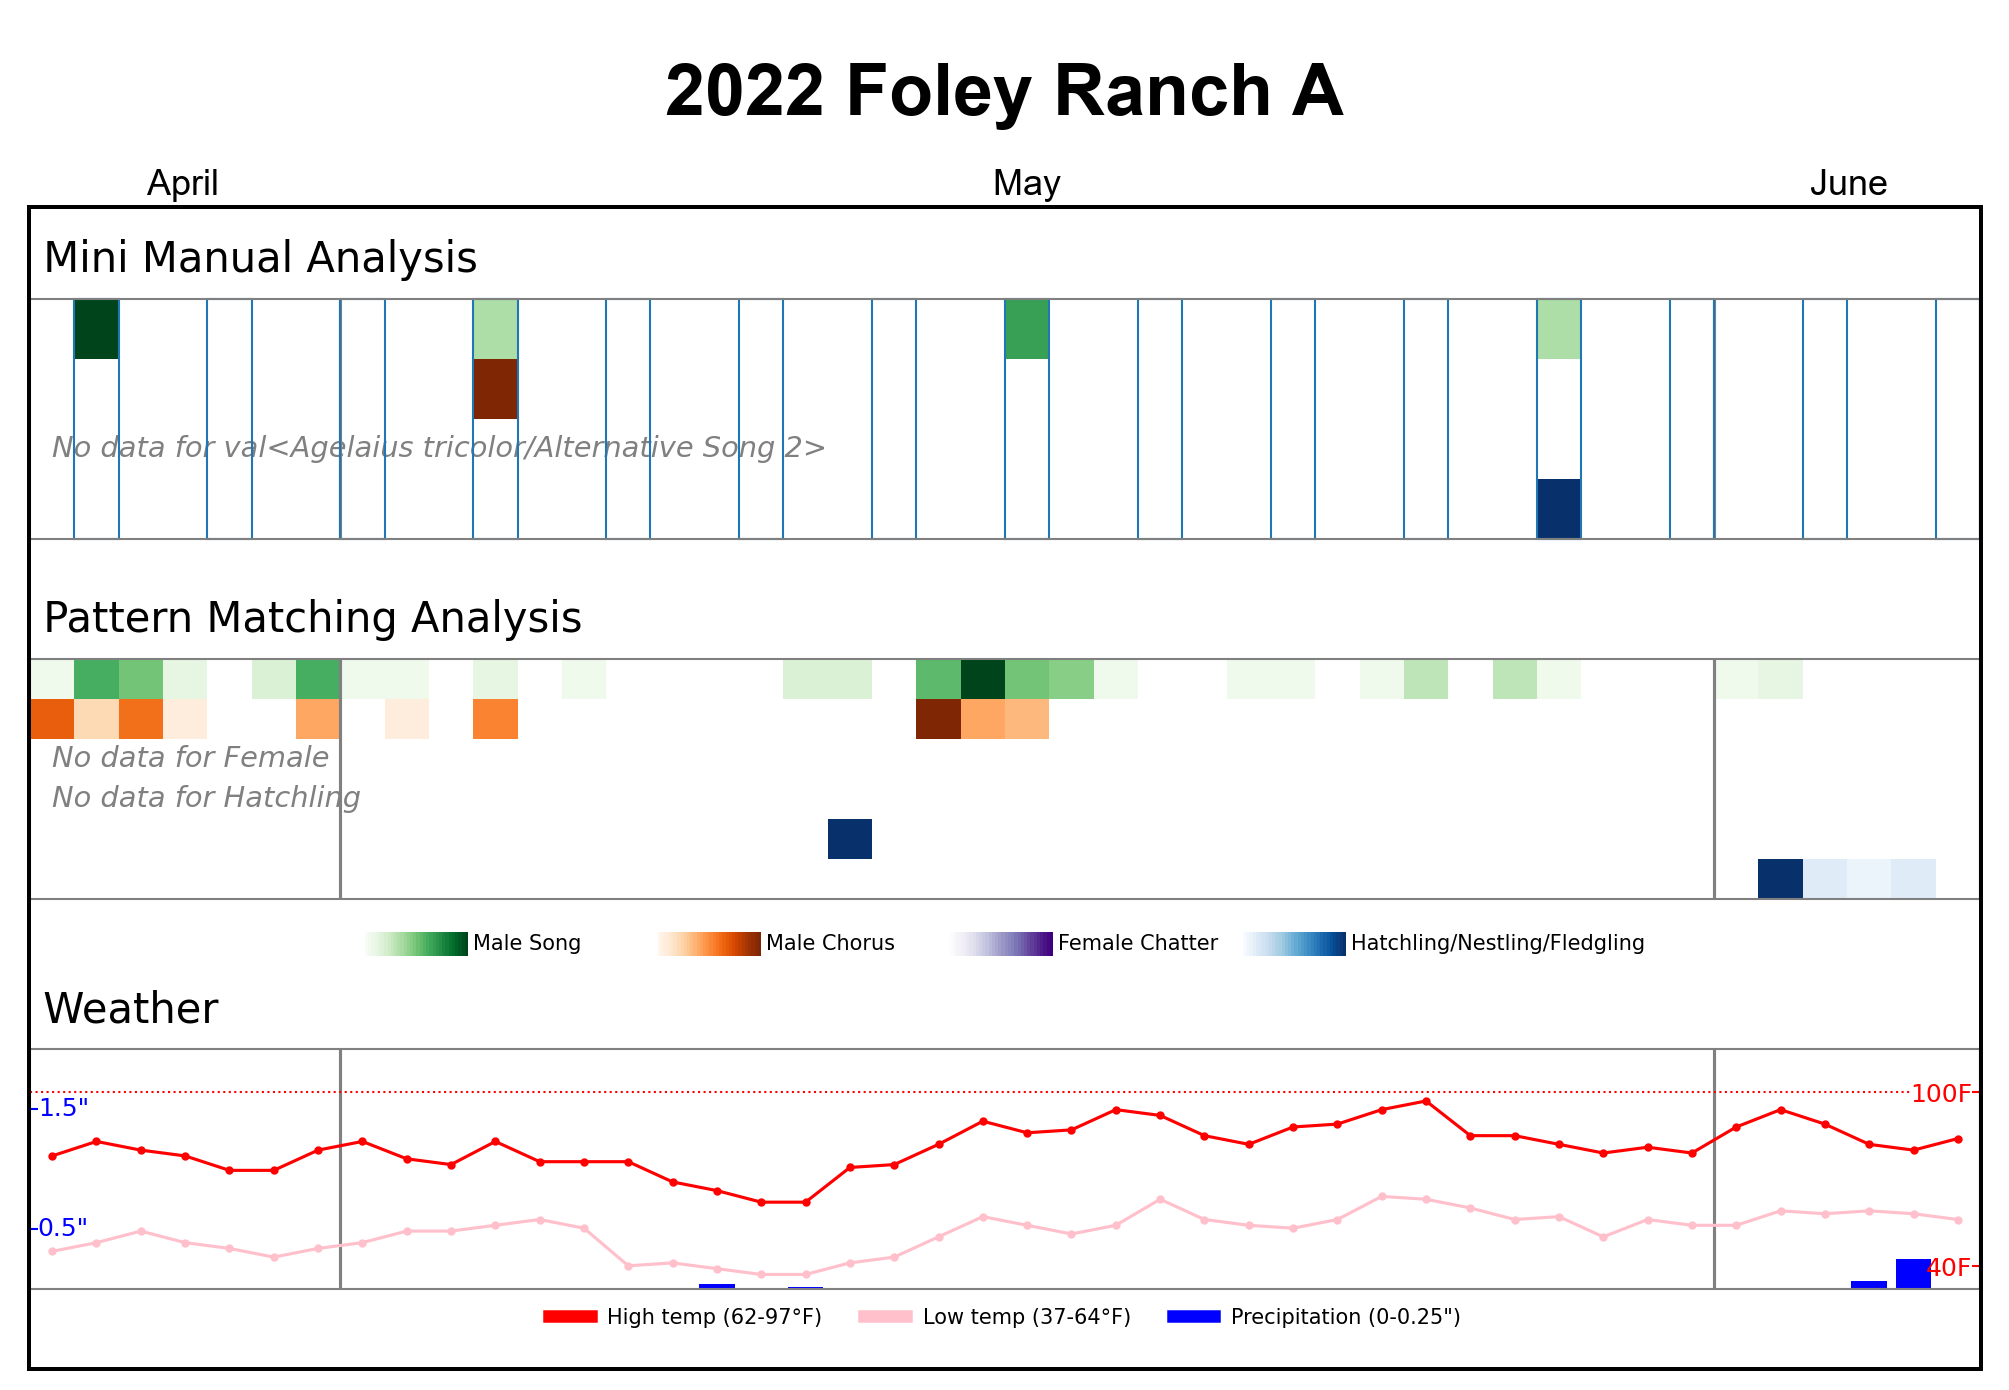 2022 Foley Ranch A
April May June
Mini Manual Analysis
No data for val<Agelaius tricolor/Alternative Song 2>
Pattern Matching Analysis
No data for Female
No data for Hatchling
Male Song Male Chorus Female Chatter Hatchling/Nestling/Fledgling
Weather
100F
1.5"
0.5"
40F
High temp (62-97°F) Low temp (37-64°F) Precipitation (0-0.25")